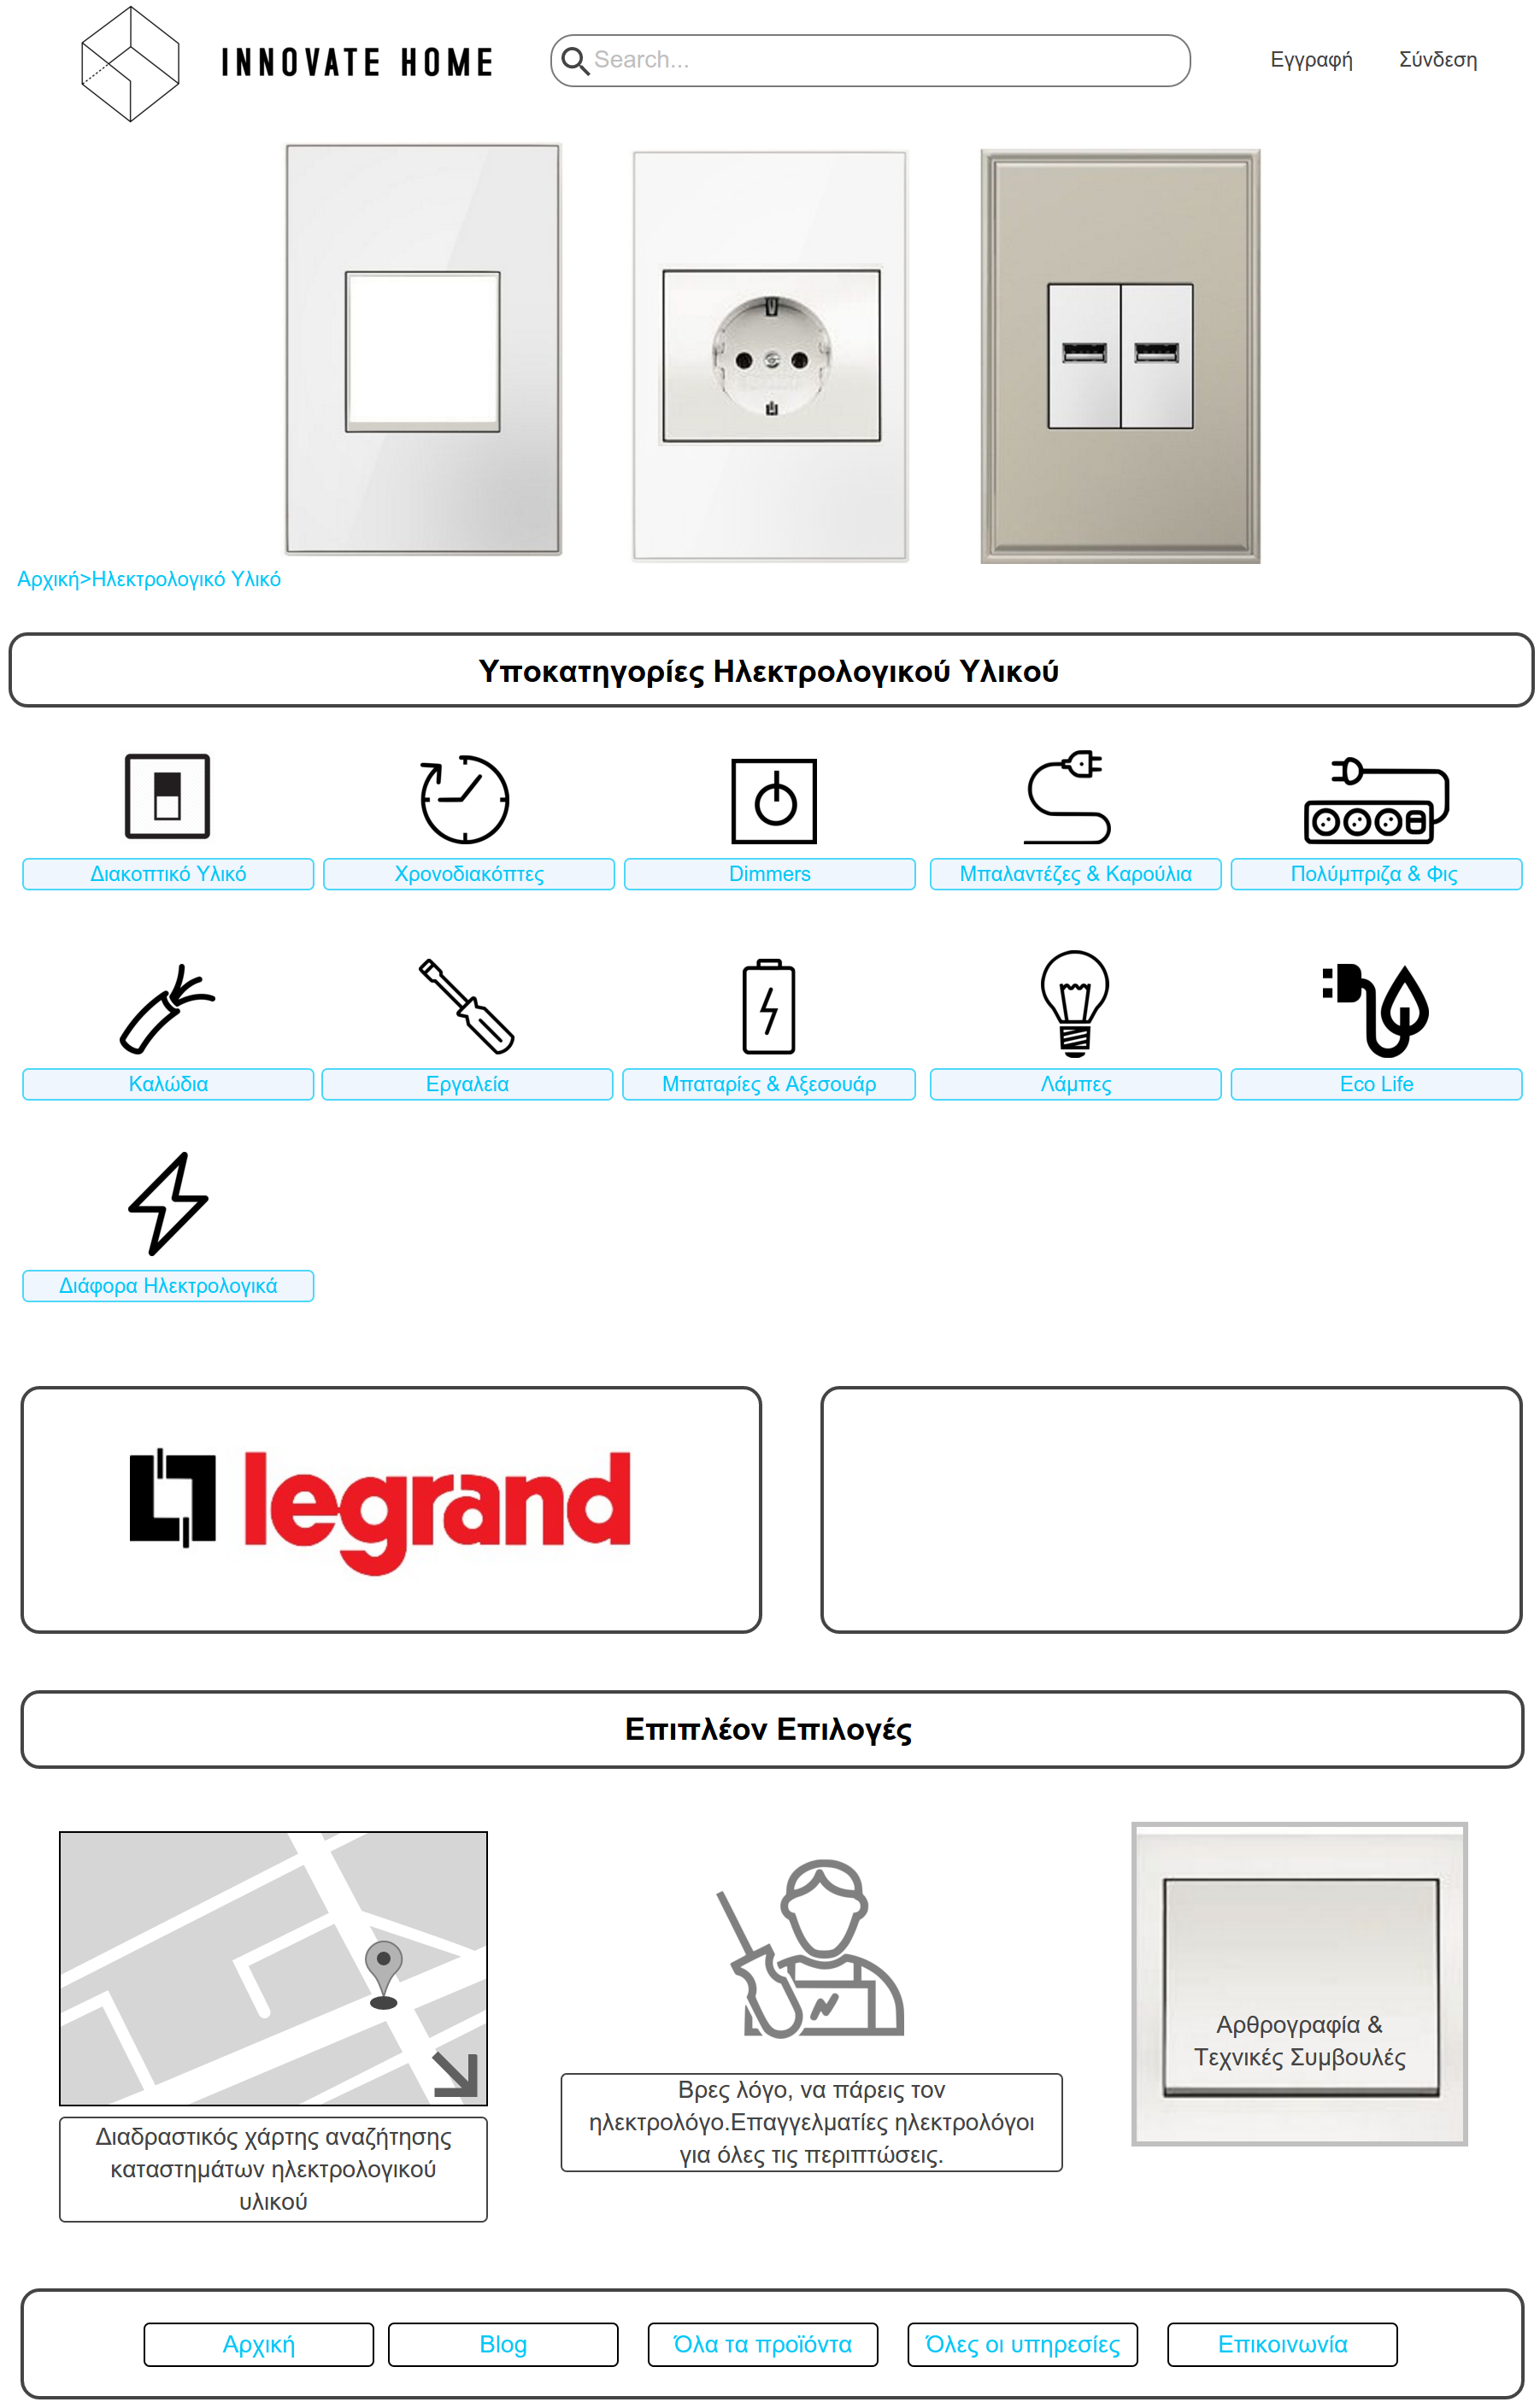 INNOVATE HOME
Search...
Εγγραφή
Σύνδεση
Αρχική>Ηλεκτρολογικό Υλικό
Υποκατηγορίες Ηλεκτρολογικού Υλικού
Διακοπτικό Υλικό
Χρονοδιακόπτες
Dimmers
Μπαλαντέζες & Καρούλια
Πολύμπριζα & Φις
Καλώδια
Εργαλεία
Μπαταρίες & Αξεσουάρ
Λάμπες
Eco Life
Διάφορα Ηλεκτρολογικά
legrand
Επιπλέον Επιλογές
Διαδραστικός χάρτης αναζήτησης
καταστημάτων ηλεκτρολογικού
υλικού
Βρες λόγο, να πάρεις τον
ηλεκτρολόγο.Επαγγελματίες ηλεκτρολόγοι
για όλες τις περιπτώσεις.
Αρθρογραφία &
Τεχνικές Συμβουλές
Αρχική
Blog
Όλα τα προϊόντα
Όλες οι υπηρεσίες
Επικοινωνία